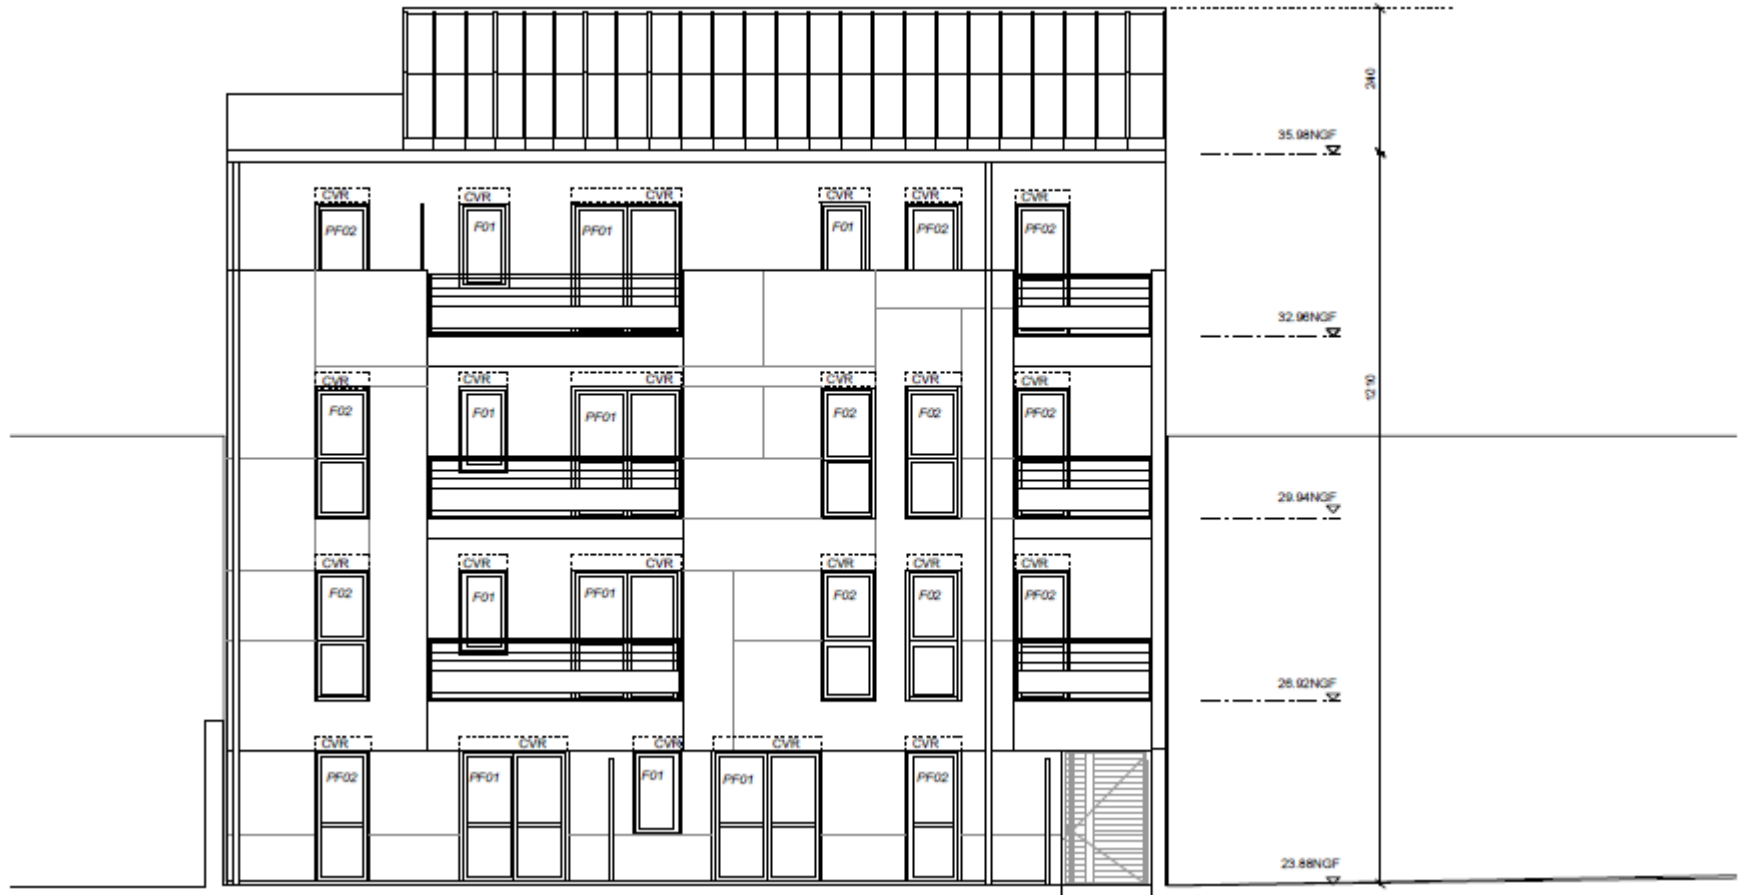 240
35.98NGF
CVR CVR CVR CVR CVR CVR
PF02 F01 PF01 F01 PF02 PF02
32.96NGF
CVR CVR CVR CVR CVR CVR
1210
F02 F01 PF01 F02 F02 PF02
29.94NGF
CVR CVR CVR CVR CVR CVR
F02 F01 PF01 F02 F02 PF02
26.92NGF
CVR CVR CVR CVR CVR
PF02 PF01 F01 PF01 PF02
23.88NGF